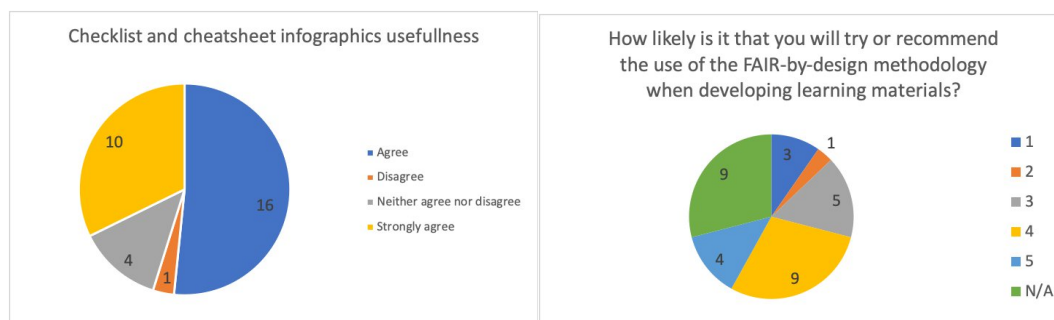 Checklist and cheatsheet infographics usefullness
10
16
4
1
Agree
Disagree
Neither agree nor disagree
Strongly agree
How likely is it that you will try or recommend
the use of the FAIR-by-design methodology
when developing learning materials?
3
1
5
9
4
9
1
2
3
4
5
N/A